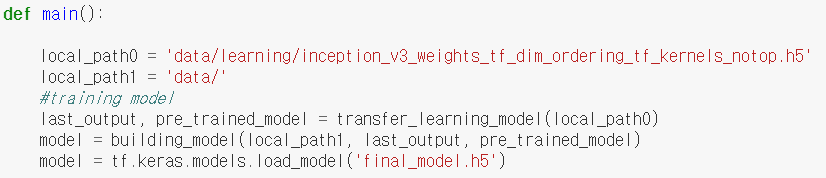 def main():
local_path0 = 'data/learning/inception_v3_weights_tf_dim_ordering_tf_kernels_notop.h5'
local_path1 = 'data/'
#training model
last_output, pre_trained_model = transfer_learning_model(local_path0)
model = building_model(local_path1, last_output, pre_trained_model)
model = tf.keras.models.load_model('final_model.h5')